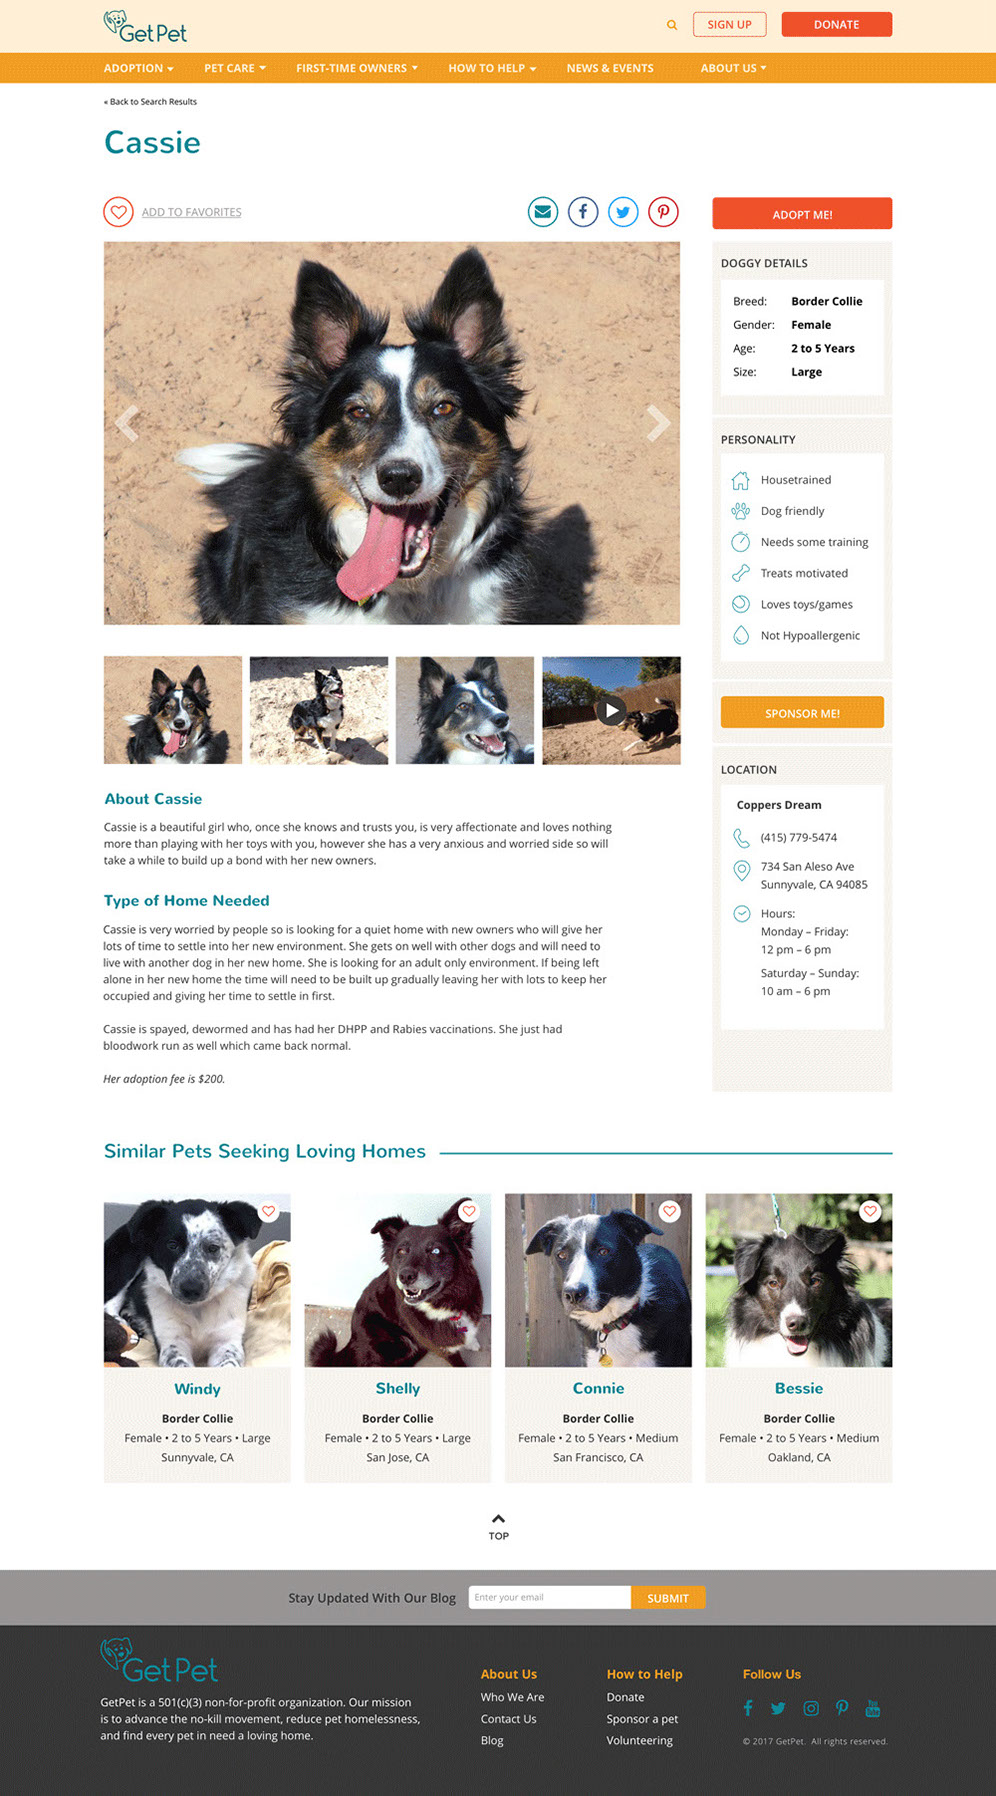 GetPet
SIGN UP
DONATE
ADOPTION
PET CARE
FIRST-TIME OWNERS
HOW TO HELP
NEWS & EVENTS
ABOUT US
« Back to Search Results
Cassie
ADD TO FAVORITES
ADOPT ME!
DOGGY DETAILS
Breed: Border Collie
Gender: Female
Age: 2 to 5 Years
Size: Large
PERSONALITY
Housetrained
Dog friendly
Needs some training
Treats motivated
Loves toys/games
Not Hypoallergenic
SPONSOR ME!
LOCATION
Coppers Dream
(415) 779-5474
734 San Aleso Ave
Sunnyvale, CA 94085
Hours:
Monday – Friday:
12 pm – 6 pm
Saturday – Sunday:
10 am – 6 pm
About Cassie
Cassie is a beautiful girl who, once she knows and trusts you, is very affectionate and loves nothing
more than playing with her toys with you, however she has a very anxious and worried side so will
take a while to build up a bond with her new owners.
Type of Home Needed
Cassie is very worried by people so is looking for a quiet home with new owners who will give her
lots of time to settle into her new environment. She gets on well with other dogs and will need to
live with another dog in her new home. She is looking for an adult only environment. If being left
alone in her new home the time will need to be built up gradually leaving her with lots to keep her
occupied and giving her time to settle in first.
Cassie is spayed, dewormed and has had her DHPP and Rabies vaccinations. She just had
bloodwork run as well which came back normal.
Her adoption fee is $200.
Similar Pets Seeking Loving Homes
Windy
Border Collie
Female • 2 to 5 Years • Large
Sunnyvale, CA
Shelly
Border Collie
Female • 2 to 5 Years • Large
San Jose, CA
Connie
Border Collie
Female • 2 to 5 Years • Medium
San Francisco, CA
Bessie
Border Collie
Female • 2 to 5 Years • Medium
Oakland, CA
TOP
Stay Updated With Our Blog
Enter your email
SUBMIT
GetPet
GetPet is a 501(c)(3) non-for-profit organization. Our mission
is to advance the no-kill movement, reduce pet homelessness,
and find every pet in need a loving home.
About Us
Who We Are
Contact Us
Blog
How to Help
Donate
Sponsor a pet
Volunteering
Follow Us
You Tube
© 2017 GetPet. All rights reserved.